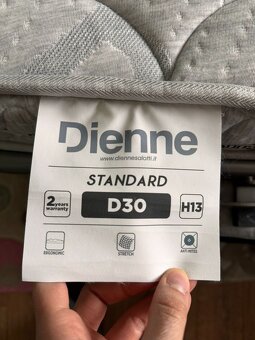 Dienne
www.diennesalotti.it
STANDARD
2 years warranty D30 H13
ERGONOMIC STRETCH ANTI-MITES